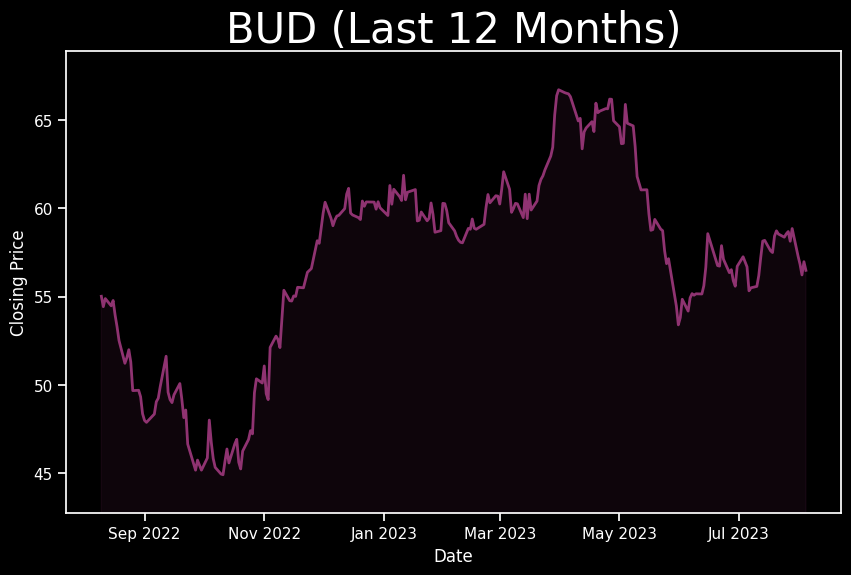 BUD (Last 12 Months)
Closing Price
65
60
55
50
45
Sep 2022
Nov 2022
Jan 2023
Mar 2023
May 2023
Jul 2023
Date